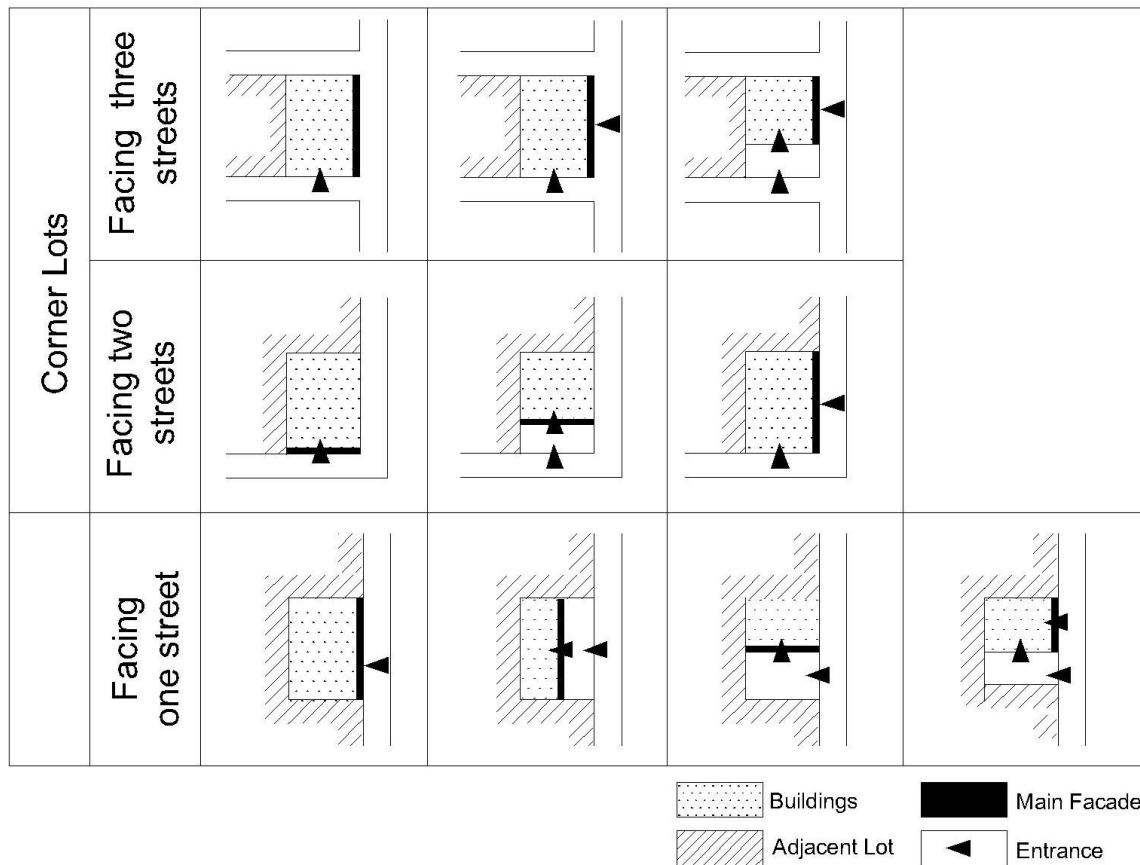 Corner Lots
Facing three
streets
Facing two
streets
Facing
one street
Buildings
Main Facade
Adjacent Lot
Entrance